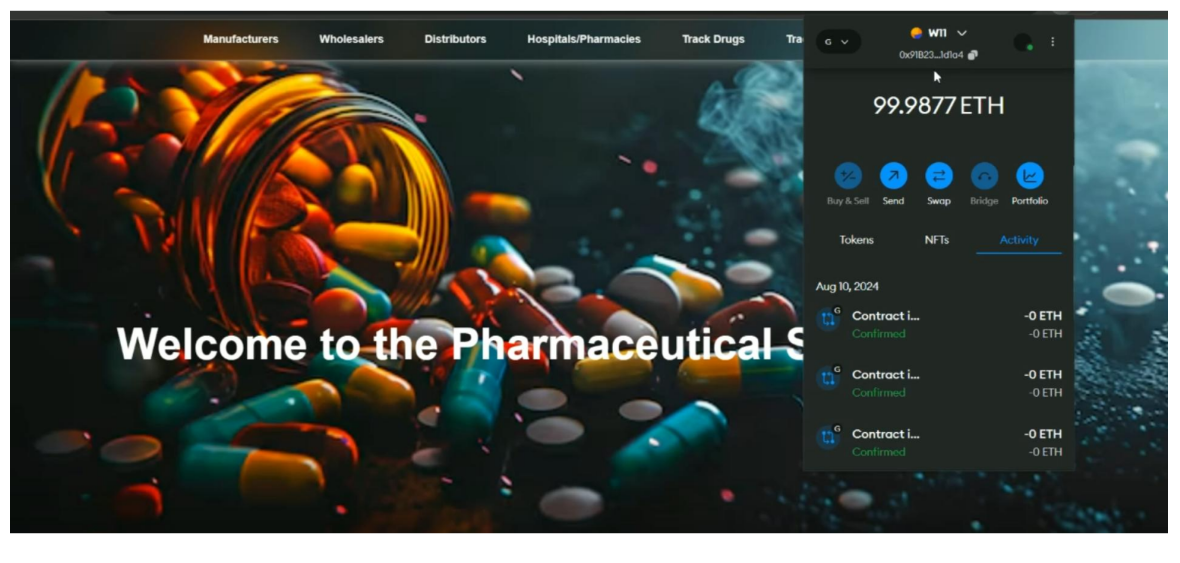 Manufacturers Wholesalers Distributors Hospitals/Pharmacies Track Drugs Tra
G W11
0x91B23...1d1a4
99.9877 ETH
Buy & Sell Send Swap Bridge Portfolio
Tokens NFTs Activity
Aug 10, 2024
G Contract i... -0 ETH
Confirmed -0 ETH
Welcome to the Pharmaceutical S
G Contract i... -0 ETH
Confirmed -0 ETH
G Contract i... -0 ETH
Confirmed -0 ETH